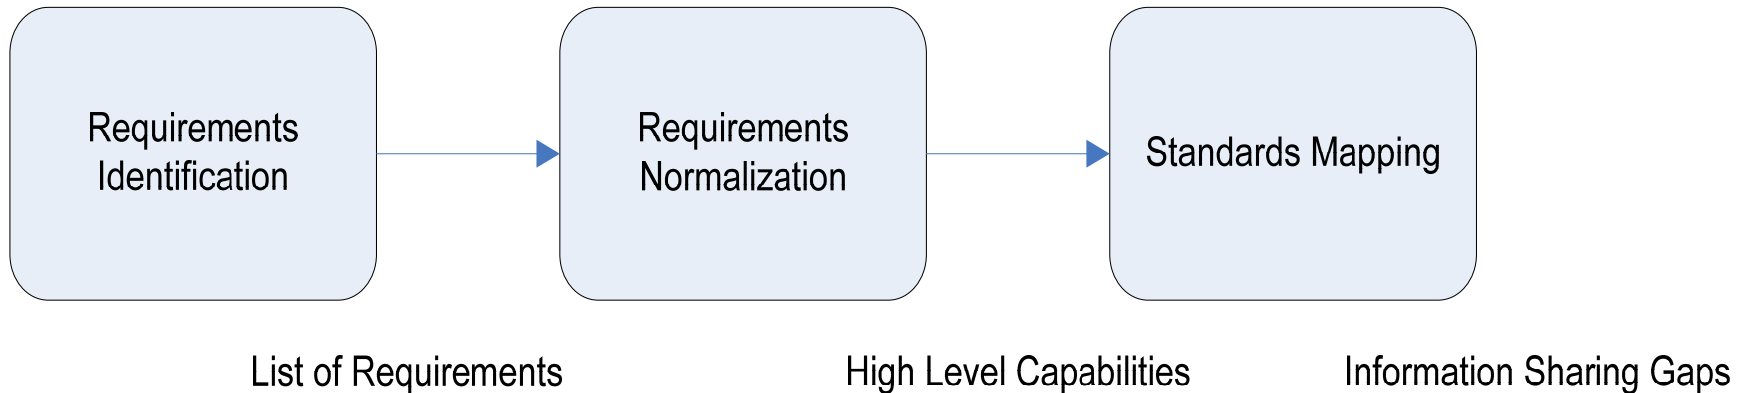 Requirements
Identification
Requirements
Normalization
Standards Mapping
List of Requirements
High Level Capabilities
Information Sharing Gaps